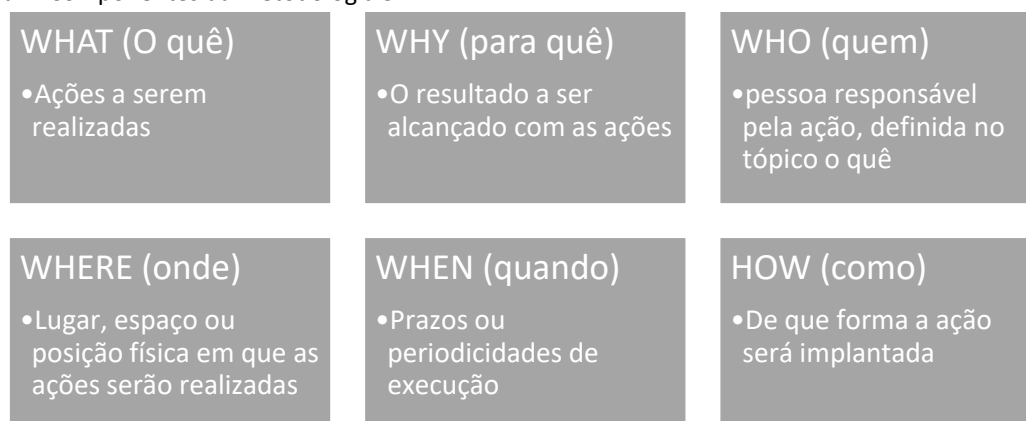 WHAT (O quê)
•Ações a serem
realizadas
WHY (para quê)
•O resultado a ser
alcançado com as ações
WHO (quem)
•pessoa responsável
pela ação, definida no
tópico o quê
WHERE (onde)
•Lugar, espaço ou
posição física em que as
ações serão realizadas
WHEN (quando)
•Prazos ou
periodicidades de
execução
HOW (como)
•De que forma a ação
será implantada